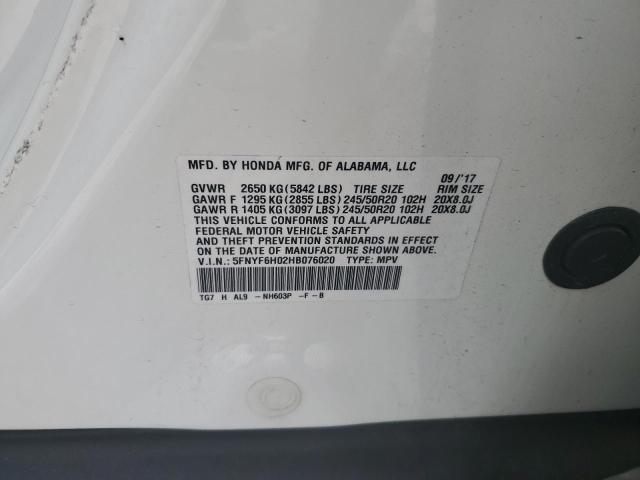 MFD. BY HONDA MFG. OF ALABAMA, LLC 09/'17
GVWR 2650 KG(5842 LBS) TIRE SIZE RIM SIZE
GAWR F 1295 KG(2855 LBS)245/50R20 102H 20X8.0J
GAWR R 1405 KG(3097 LBS)245/50R20 102H 20X8.0J
THIS VEHICLE CONFORMS TO ALL APPLICABLE
FEDERAL MOTOR VEHICLE SAFETY
AND THEFT PREVENTION STANDARDS IN EFFECT
ON THE DATE OF MANUFACTURE SHOWN ABOVE.
V.I.N.: 5FNYF6H02HB076020 TYPE: MPV
TG7 H AL9 -NH603P -F -B